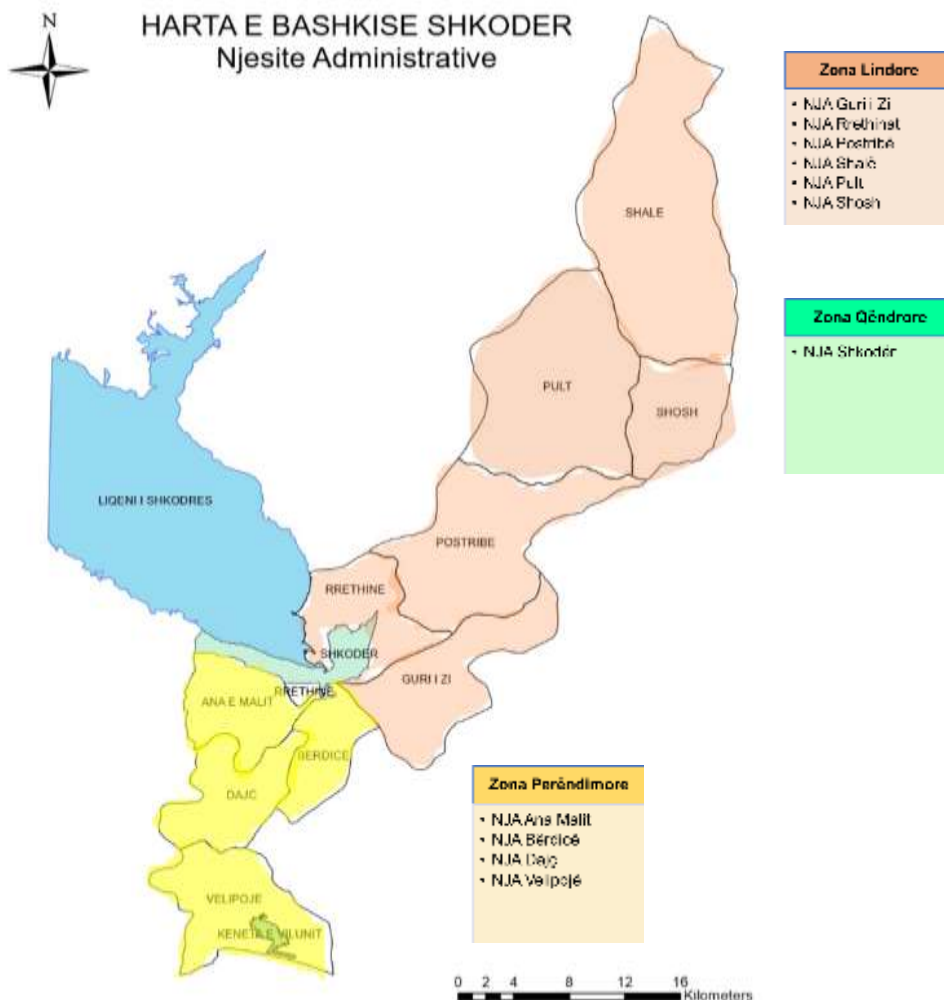 N
HARTA E BASHKISE SHKODER
Njesite Administrative
Zona Lindore
• NJA Guri i Zi
• NJA Rrethinat
• NJA Postribë
• NJA Shalë
• NJA Pult
• NJA Shosh
Zona Qëndrore
• NJA Shkodër
SHALE
PULT
SHOSH
LIQENI I SHKODRES
POSTRIBE
RRETHINE
SHKODER
GURI I ZI
RRETHINE
ANA E MALIT
BERDICE
DAJC
VELIPOJE
KENETA E VILUNIT
Zona Perëndimore
• NJA Ana Malit
• NJA Bërdicë
• NJA Dajç
• NJA Velipojë
0 2 4 8 12 16
Kilometers